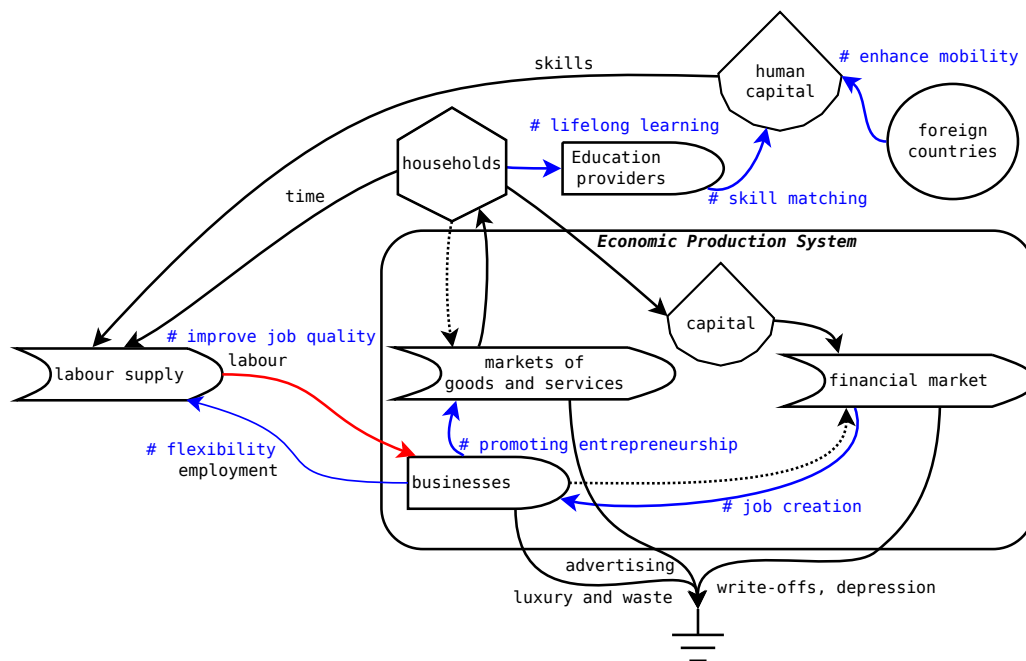 # enhance mobility
skills
human
capital
# lifelong learning
foreign
countries
households
Education
providers
time
# skill matching
Economic Production System
capital
# improve job quality
labour
markets of
goods and services
labour supply
financial market
# flexibility
employment
# promoting entrepreneurship
businesses
# job creation
advertising
luxury and waste
write-offs, depression